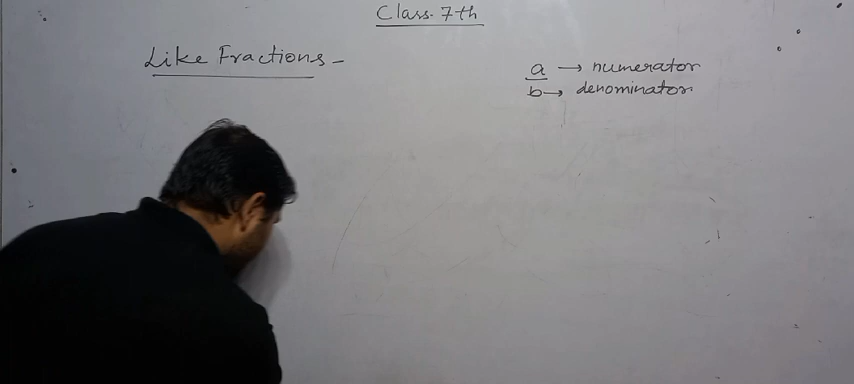 Class-7th
Like Fractions -
a → numerator
b → denominator